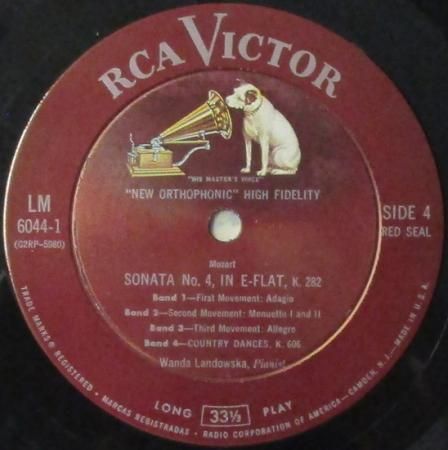 RCA VICTOR
"HIS MASTER'S VOICE"
"NEW ORTHOPHONIC" HIGH FIDELITY
LM
6044-1
(G2RP-5980)
SIDE 4
RED SEAL
Mozart
SONATA No. 4, IN E-FLAT, K. 282
Band 1—First Movement: Adagio
Band 2—Second Movement: Menuetto I and II
Band 3—Third Movement: Allegro
Band 4—COUNTRY DANCES, K. 606
Wanda Landowska, Pianist
LONG 33⅓ PLAY
TRADE MARKS ® REGISTERED • MARCAS REGISTRADAS • RADIO CORPORATION OF AMERICA—CAMDEN, N. J.—MADE IN U.S.A.